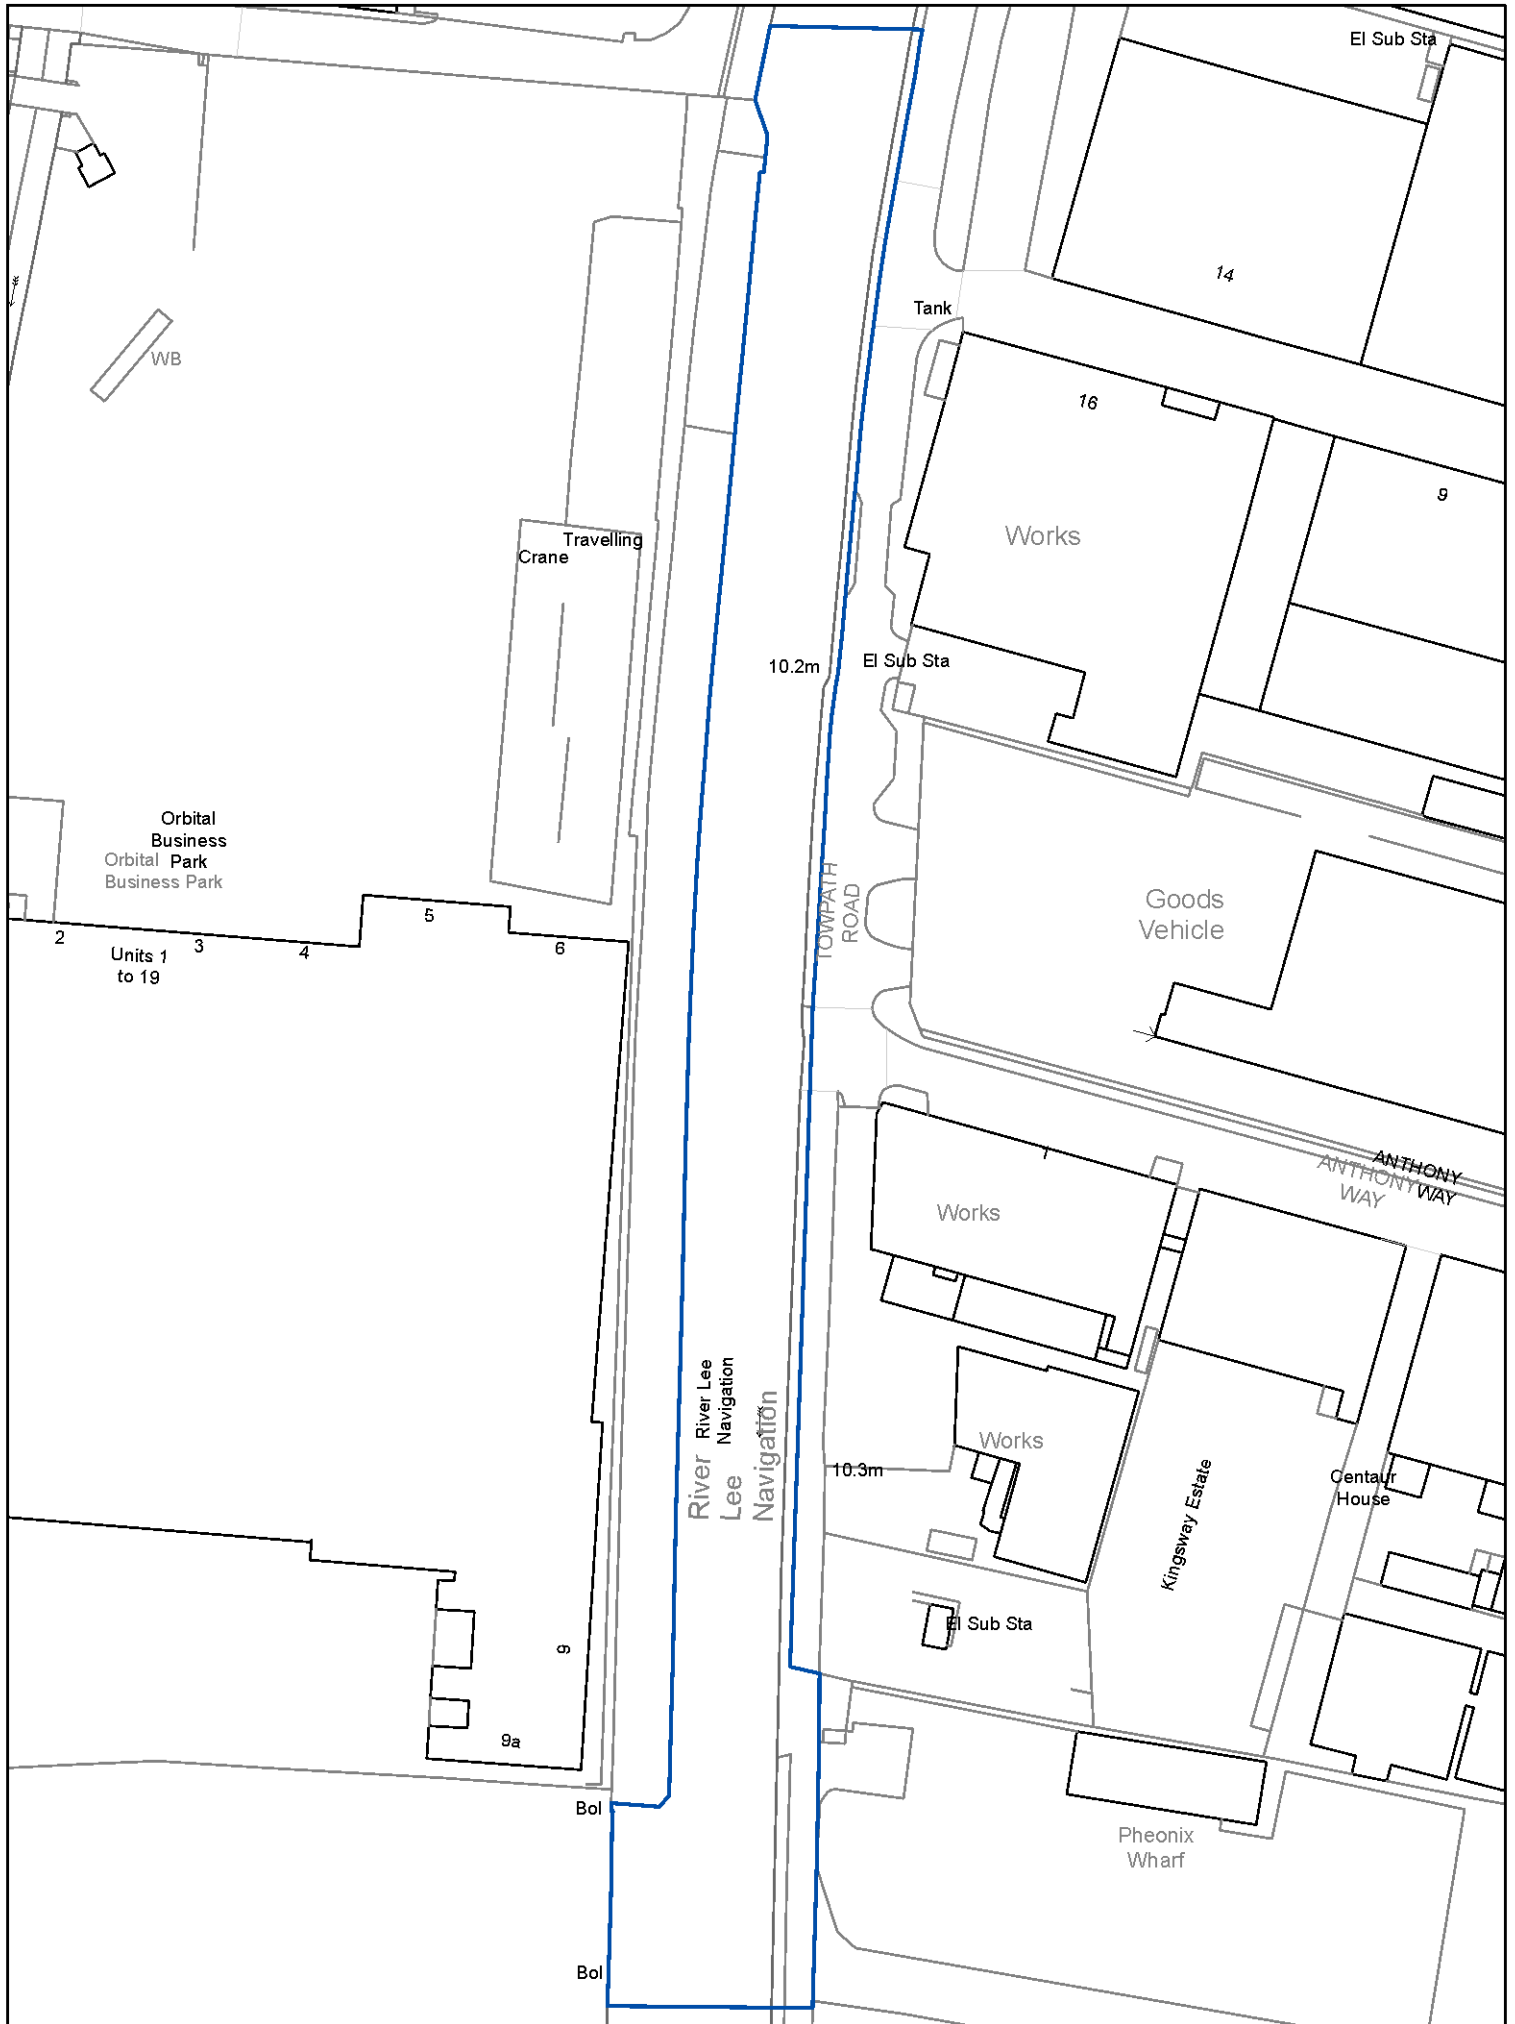 El Sub Sta
14
Tank
WB
16
9
Works
Travelling
Crane
10.2m
El Sub Sta
Orbital
Business
Park
Orbital
Business Park
TOWPATH
ROAD
Goods
Vehicle
2
3
4
5
6
Units 1
to 19
ANTHONY
WAY
ANTHONY
WAY
Works
River Lee
Navigation
River
Lee
Navigation
Works
10.3m
Kingsway Estate
Centaur
House
El Sub Sta
9
9a
Bol
Pheonix
Wharf
Bol